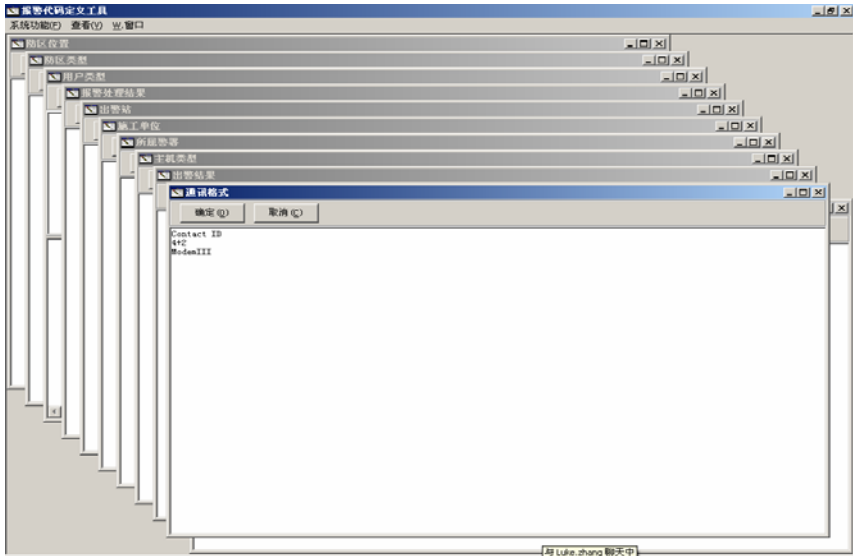 报警代码定义工具
系统功能(F) 查看(V) W.窗口
防区位置
防区类型
用户类型
报警处理结果
出警站
施工单位
所属警署
主机类型
出警结果
通讯格式
确定(O) 取消(C)
Contact ID
4+2
ModemIII
与 Luke.zhang 聊天中